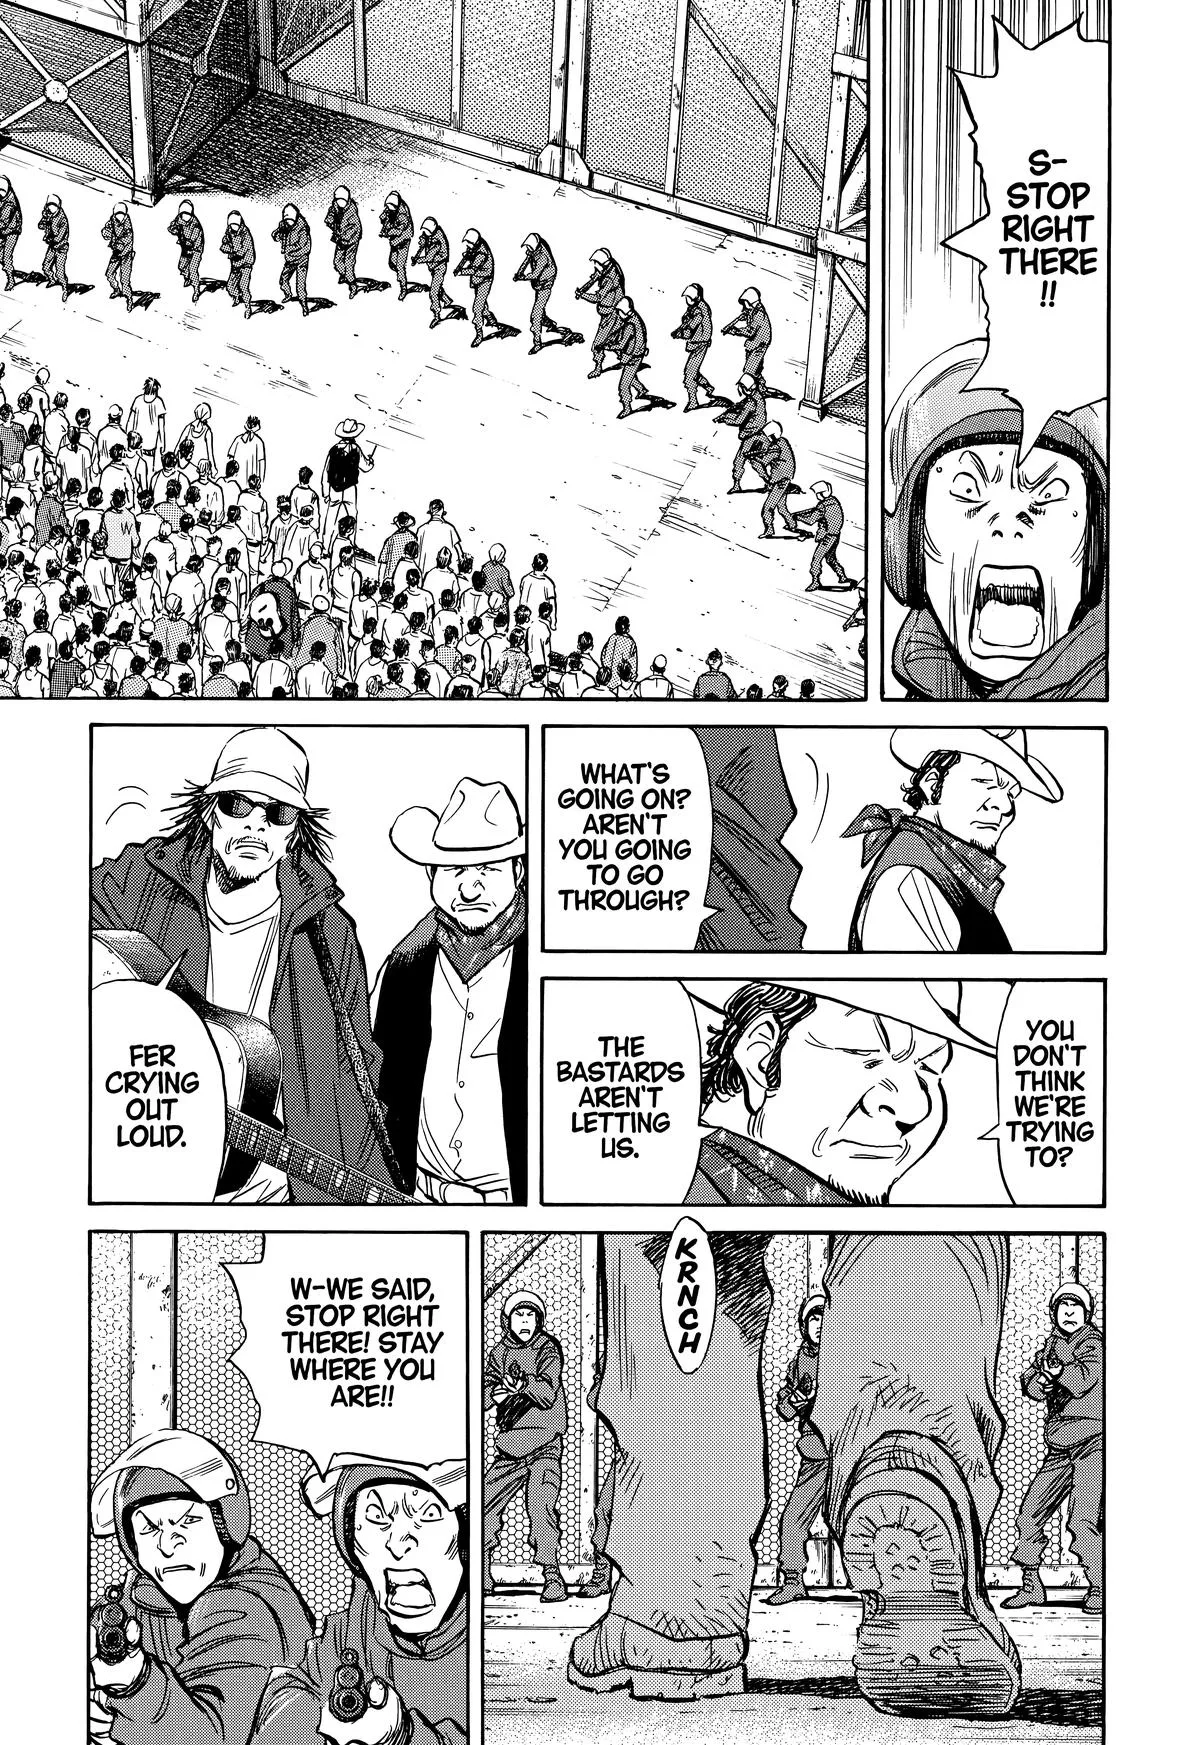 S-
STOP
RIGHT
THERE
!!
WHAT'S
GOING ON?
AREN'T
YOU GOING
TO GO
THROUGH?
FER
CRYING
OUT
LOUD.
YOU
DON'T
THINK
WE'RE
TRYING
TO?
THE
BASTARDS
AREN'T
LETTING
US.
KRNCH
W-WE SAID,
STOP RIGHT
THERE! STAY
WHERE YOU
ARE!!